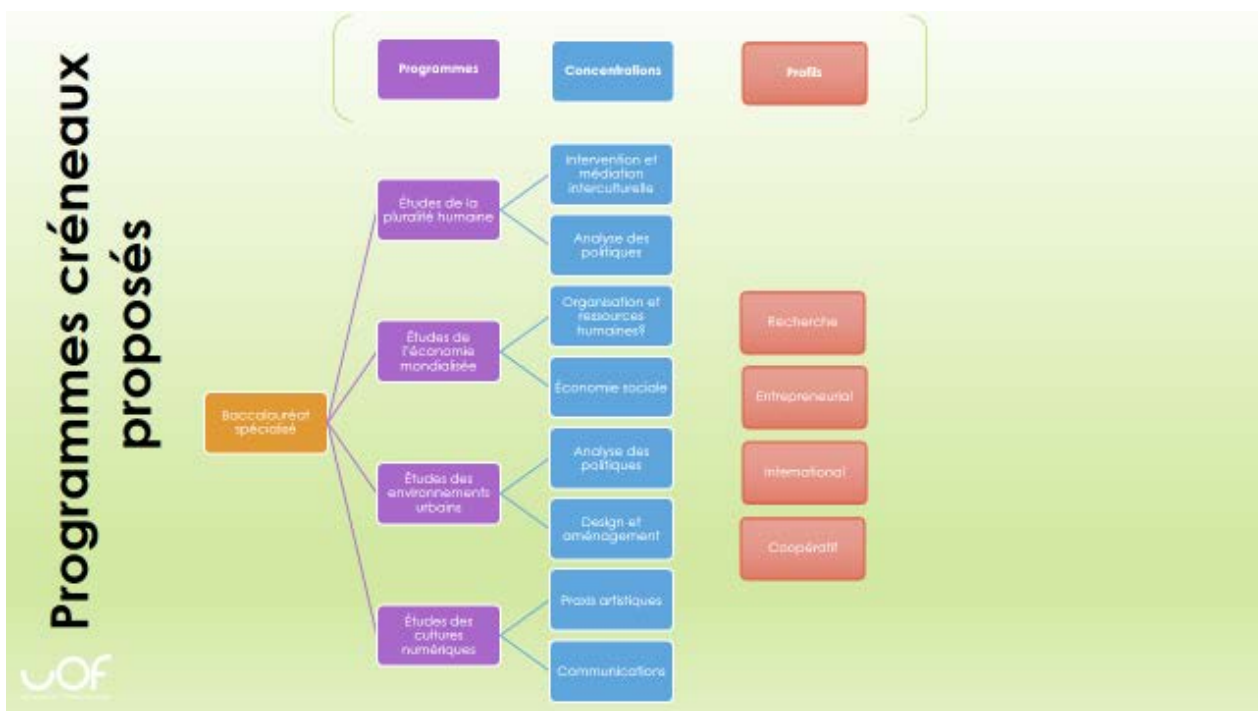 Programmes créneaux
proposés
Programmes
Concentrations
Profils
Baccalauréat
spécialisé
Études de la
pluralité humaine
Intervention et
médiation
interculturelle
Analyse des
politiques
Études de
l'économie
mondialisée
Organisation et
ressources
humaines?
Économie sociale
Études des
environnements
urbains
Analyse des
politiques
Design et
aménagement
Études des
cultures
numériques
Praxis artistiques
Communications
Recherche
Entrepreneurial
International
Coopératif
uOF